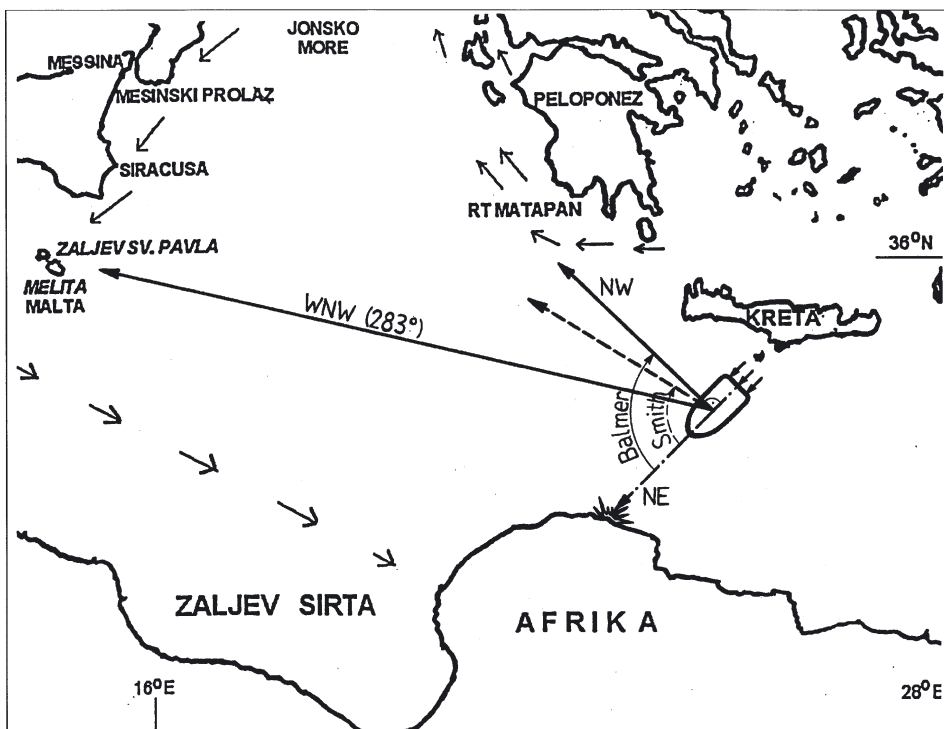 JONSKO
MORE
MESSINA
MESINSKI PROLAZ
PELOPONEZ
SIRACUSA
RT MATAPAN
ZALJEV SV. PAVLA
36°N
MELITA
MALTA
NW
WNW (283°)
KRETA
Balmer
Smith
NE
ZALJEV SIRTA
AFRIKA
16°E
28°E